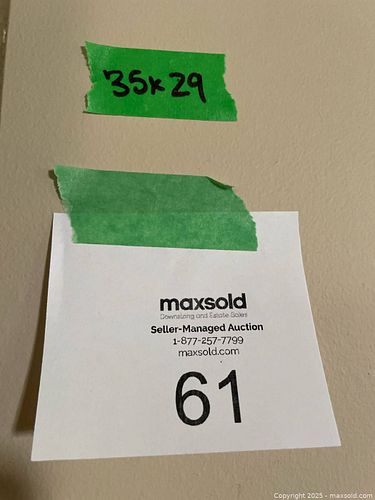 35x29
maxsold
Downsizing and Estate Sales
Seller-Managed Auction
1-877-257-7799
maxsold.com
61
Copyright 2025 - maxsold.com